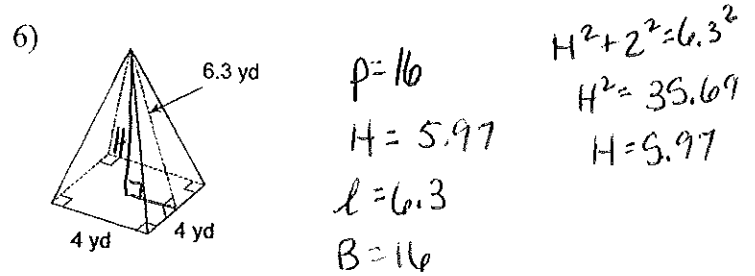 6)
6.3 yd
4 yd
4 yd
H
P=16
H = 5.97
l = 6.3
B = 16
H²+2²=6.3²
H²= 35.69
H = 5.97